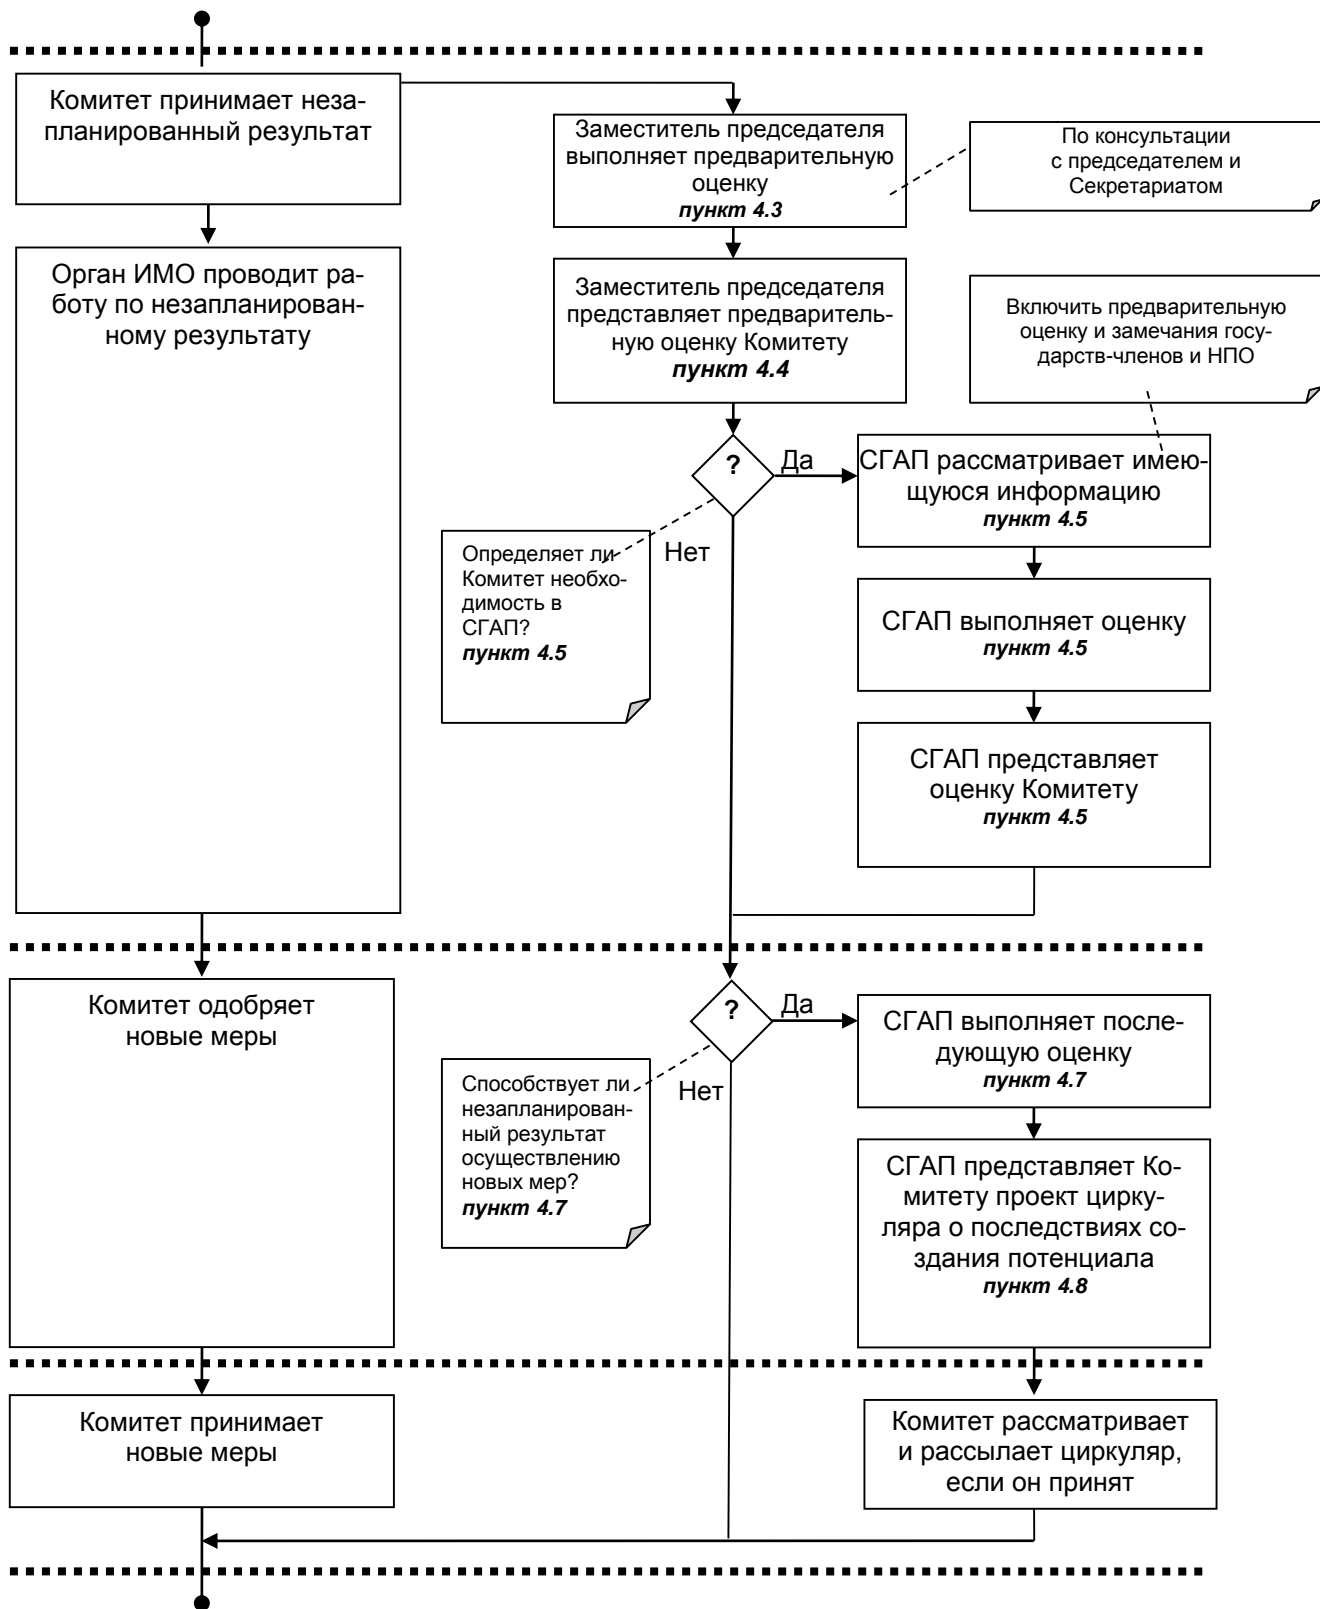 Комитет принимает неза-
планированный результат
Заместитель председателя
выполняет предварительную
оценку
пункт 4.3
По консультации
с председателем и
Секретариатом
Орган ИМО проводит ра-
боту по незапланирован-
ному результату
Заместитель председателя
представляет предваритель-
ную оценку Комитету
пункт 4.4
Включить предварительную
оценку и замечания госу-
дарств-членов и НПО
?
Да
СГАП рассматривает имею-
щуюся информацию
пункт 4.5
Определяет ли
Комитет необхо-
димость в
СГАП?
пункт 4.5
Нет
СГАП выполняет оценку
пункт 4.5
СГАП представляет
оценку Комитету
пункт 4.5
Комитет одобряет
новые меры
?
Да
СГАП выполняет после-
дующую оценку
пункт 4.7
Способствует ли
незапланирован-
ный результат
осуществлению
новых мер?
пункт 4.7
Нет
СГАП представляет Ко-
митету проект цирку-
ляра о последствиях со-
здания потенциала
пункт 4.8
Комитет принимает
новые меры
Комитет рассматривает
и рассылает циркуляр,
если он принят